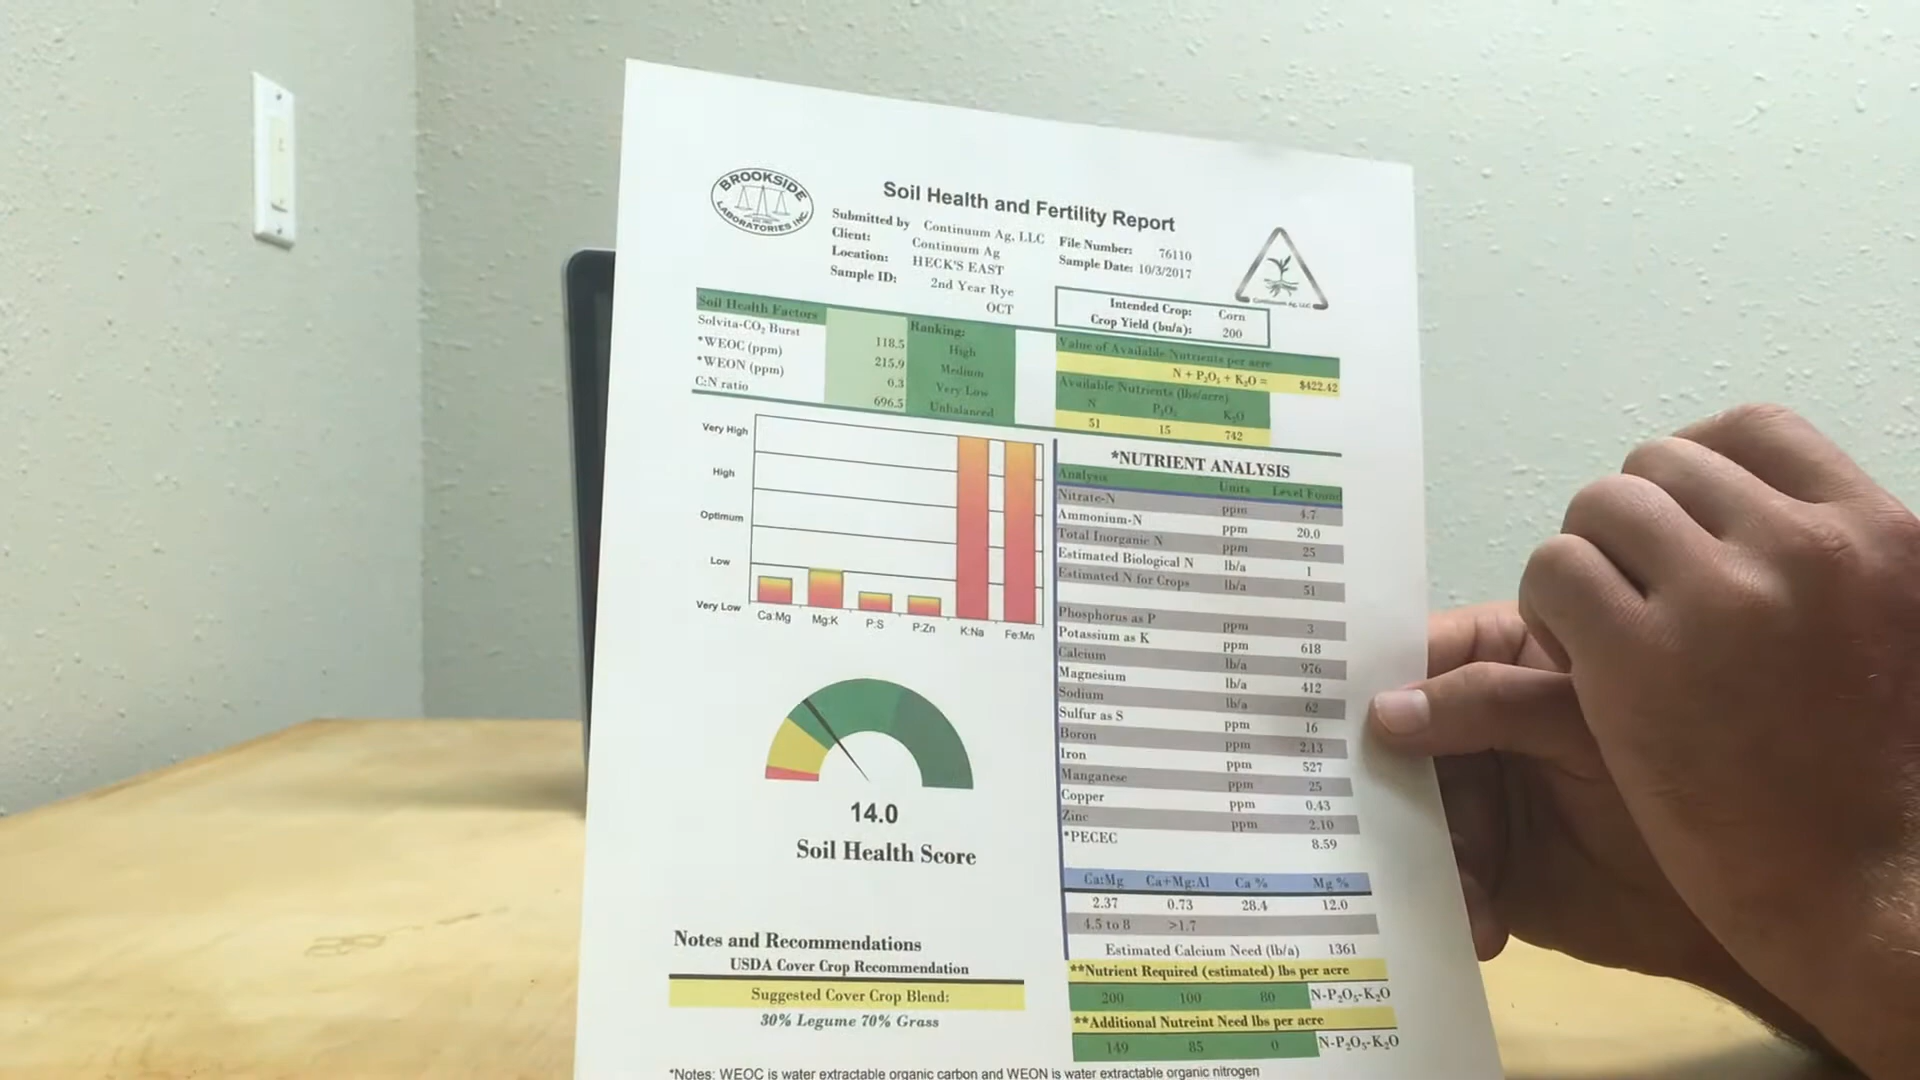 BROOKSIDE
LABORATORIES INC.
Soil Health and Fertility Report
Submitted by Continuum Ag, LLC
Client: Continuum Ag
Location: HECK'S EAST
Sample ID: 2nd Year Rye
OCT
File Number: 76110
Sample Date: 10/3/2017
Continuum Ag, LLC
Intended Crop: Corn
Crop Yield (bu/a): 200
Soil Health Factors Ranking:
Solvita-CO₂ Burst 118.5 High
*WEOC (ppm) 215.9 Medium
*WEON (ppm) 0.3 Very Low
C:N ratio 696.5 Unbalanced
Value of Available Nutrients per acre
N + P₂O₅ + K₂O = $422.42
Available Nutrients (lbs/acre)
N P₂O₅ K₂O
51 15 742
Very High
High
Optimum
Low
Very Low
Ca:Mg Mg:K P:S P:Zn K:Na Fe:Mn
14.0
Soil Health Score
Notes and Recommendations
USDA Cover Crop Recommendation
Suggested Cover Crop Blend:
30% Legume 70% Grass
*NUTRIENT ANALYSIS
Analysis Units Level Found
Nitrate-N ppm 4.7
Ammonium-N ppm 20.0
Total Inorganic N ppm 25
Estimated Biological N lb/a 1
Estimated N for Crops lb/a 51
Phosphorus as P ppm 3
Potassium as K ppm 618
Calcium lb/a 976
Magnesium lb/a 412
Sodium lb/a 62
Sulfur as S ppm 16
Boron ppm 2.13
Iron ppm 527
Manganese ppm 25
Copper ppm 0.43
Zinc ppm 2.10
*PECEC 8.59
Ca:Mg Ca+Mg:Al Ca % Mg %
2.37 0.73 28.4 12.0
4.5 to 8 >1.7
Estimated Calcium Need (lb/a) 1361
**Nutrient Required (estimated) lbs per acre
200 100 80 N-P₂O₅-K₂O
**Additional Nutreint Need lbs per acre
149 85 0 N-P₂O₅-K₂O
*Notes: WEOC is water extractable organic carbon and WEON is water extractable organic nitrogen